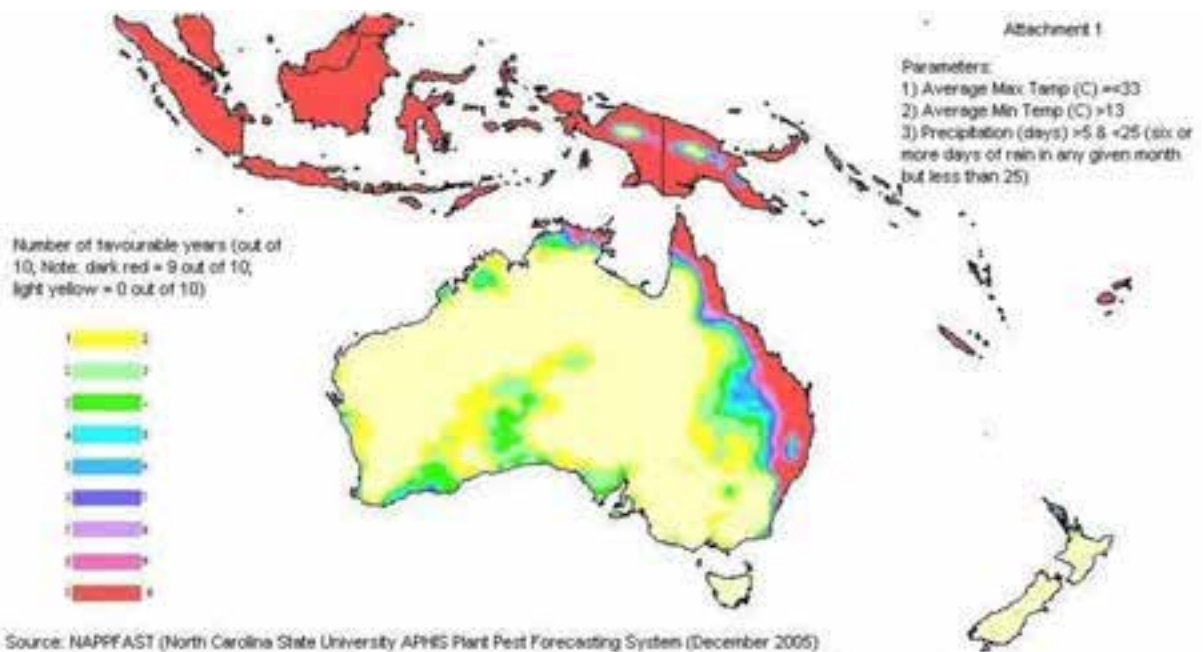 Attachment 1
Parameters:
1) Average Max Tamp (C) =<33
2) Average Min Temp (C) >13
3) Precipitation (days) >5 & <25 (six or
more days of rain in any given month
but less than 25)
Number of favourable years (out of
10, Note: dark red = 9 out of 10,
light yellow = 0 out of 10)
1 2
Source: NAPPFAST (North Carolina State University APHIS Plant Pest Forecasting System (December 2005)